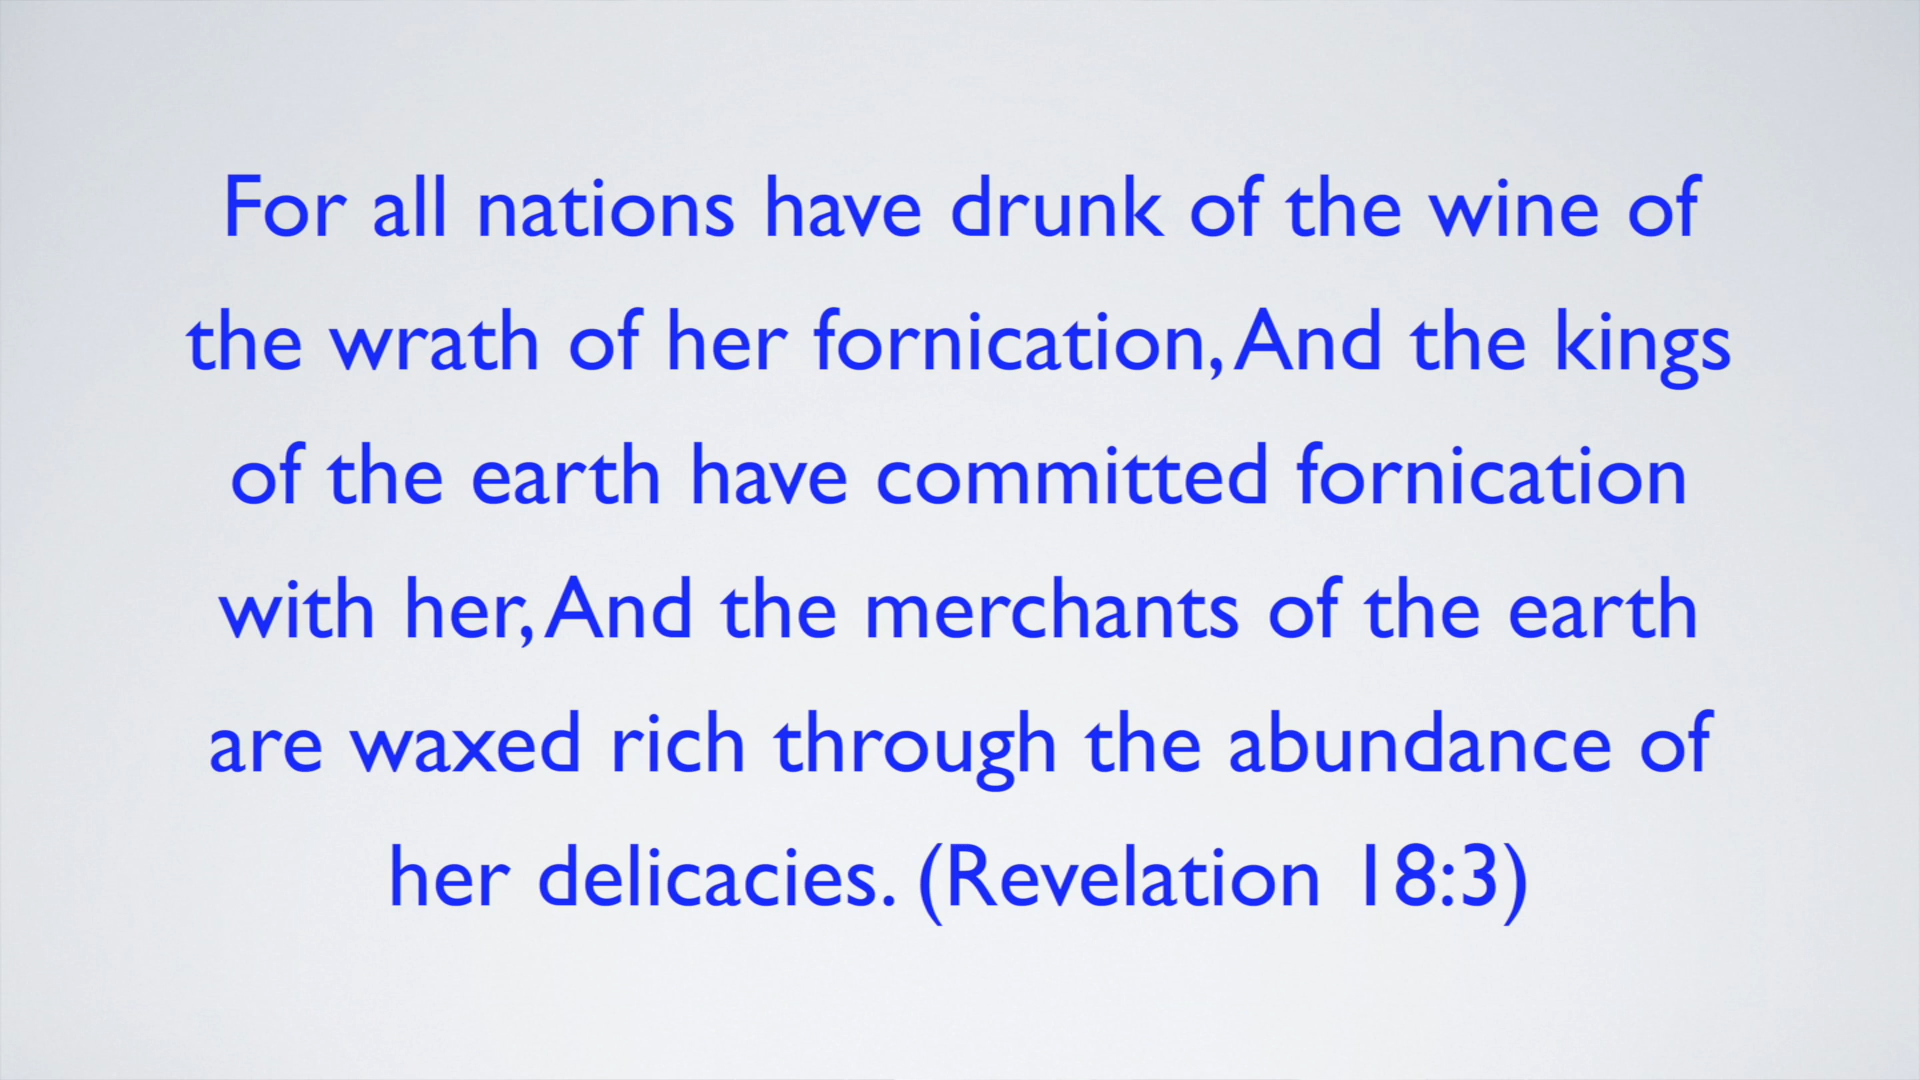 For all nations have drunk of the wine of
the wrath of her fornication, And the kings
of the earth have committed fornication
with her, And the merchants of the earth
are waxed rich through the abundance of
her delicacies. (Revelation 18:3)